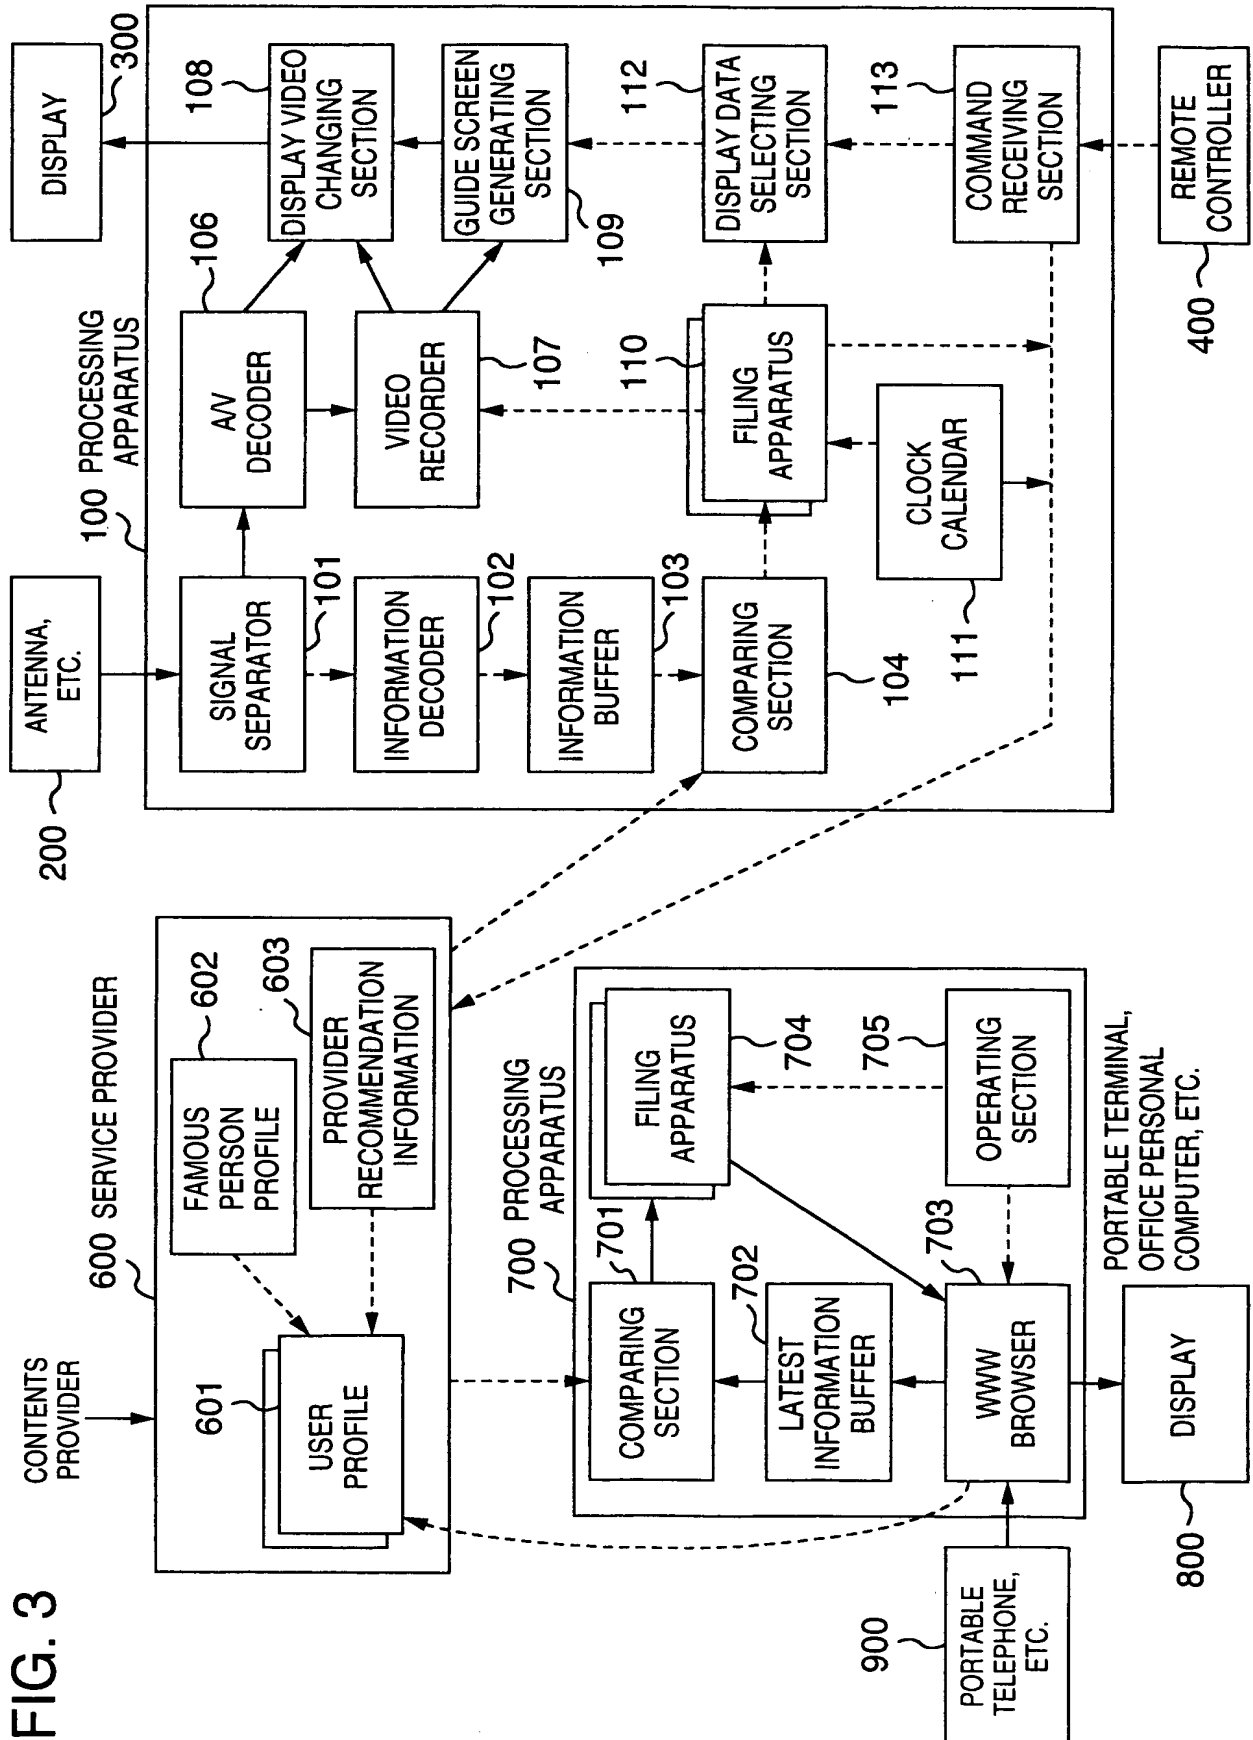 FIG. 3
CONTENTS
PROVIDER
600 SERVICE PROVIDER
601
USER
PROFILE
FAMOUS
PERSON
PROFILE
602
PROVIDER
RECOMMENDATION
INFORMATION
603
700 PROCESSING
APPARATUS
COMPARING
SECTION
701
LATEST
INFORMATION
BUFFER
702
WWW
BROWSER
703
FILING
APPARATUS
704
OPERATING
SECTION
705
PORTABLE
TELEPHONE,
ETC.
900
DISPLAY
800
PORTABLE TERMINAL,
OFFICE PERSONAL
COMPUTER, ETC.
ANTENNA,
ETC.
200
100 PROCESSING
APPARATUS
SIGNAL
SEPARATOR
101
INFORMATION
DECODER
102
INFORMATION
BUFFER
103
COMPARING
SECTION
104
A/V
DECODER
106
VIDEO
RECORDER
107
FILING
APPARATUS
110
CLOCK
CALENDAR
111
DISPLAY
300
DISPLAY VIDEO
CHANGING
SECTION
108
GUIDE SCREEN
GENERATING
SECTION
109
DISPLAY DATA
SELECTING
SECTION
112
COMMAND
RECEIVING
SECTION
113
REMOTE
CONTROLLER
400